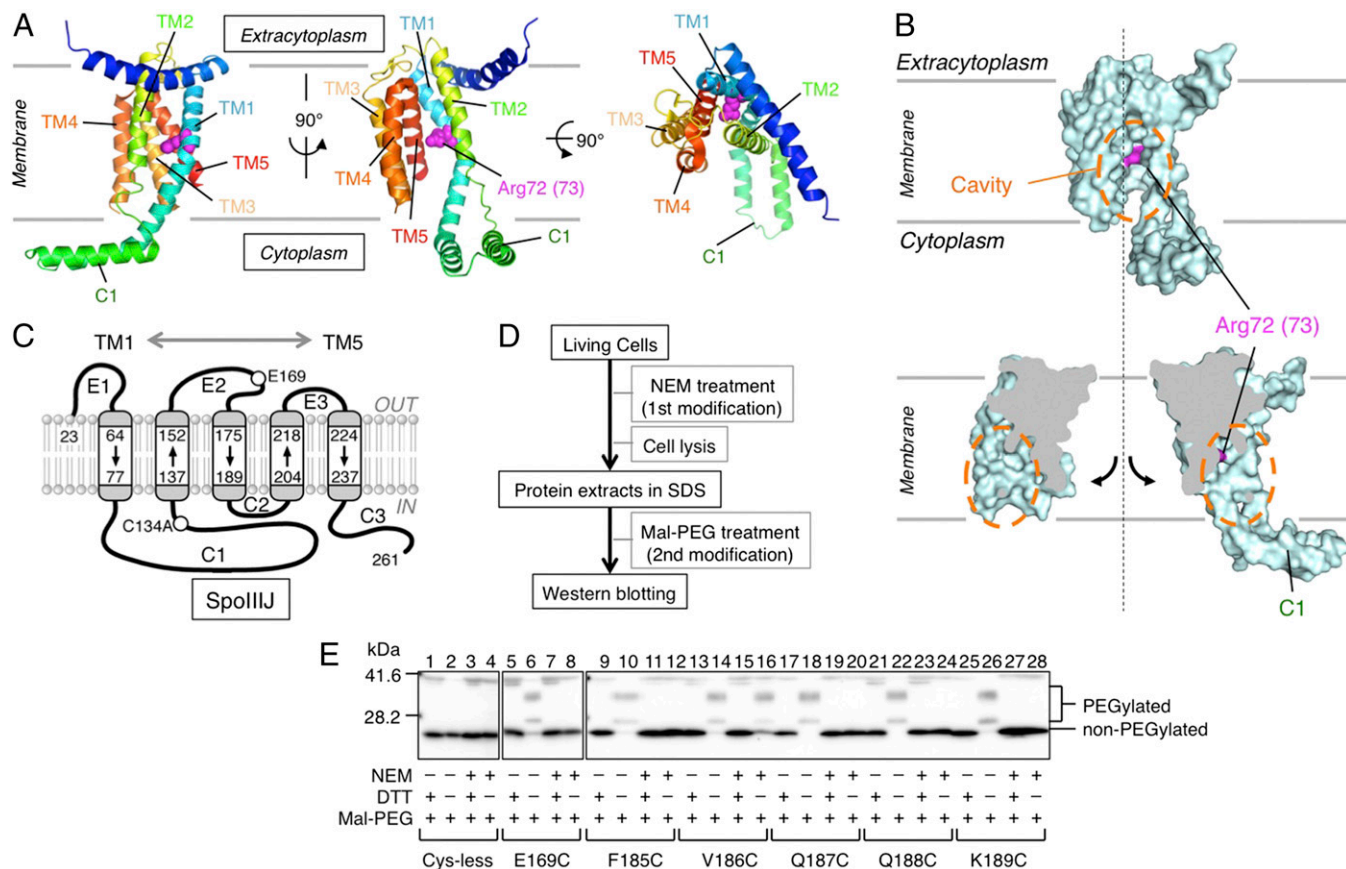 A
TM2
Extracytoplasm
TM1
TM1
TM5
TM2
TM3
TM4
Membrane
TM1
TM3
90°
TM2
TM4
TM5
TM3
Arg72 (73)
90°
TM5
TM4
Cytoplasm
C1
C1
C1
B
Extracytoplasm
Membrane
Cavity
Cytoplasm
Arg72 (73)
Membrane
C1
C
TM1
TM5
E1
E2
E169
E3
OUT
23
64
152
175
218
224
77
137
189
204
237
IN
C2
C134A
C3
C1
261
SpoIIIJ
D
Living Cells
NEM treatment
(1st modification)
Cell lysis
Protein extracts in SDS
Mal-PEG treatment
(2nd modification)
Western blotting
E
kDa
1 2 3 4 5 6 7 8 9 10 11 12 13 14 15 16 17 18 19 20 21 22 23 24 25 26 27 28
41.6
28.2
PEGylated
non-PEGylated
NEM − − + + − − + + − − + + − − + + − − + + − − + + − − + +
DTT + − + − + − + − + − + − + − + − + − + − + − + − + − + −
Mal-PEG + + + + + + + + + + + + + + + + + + + + + + + + + + + +
Cys-less E169C F185C V186C Q187C Q188C K189C